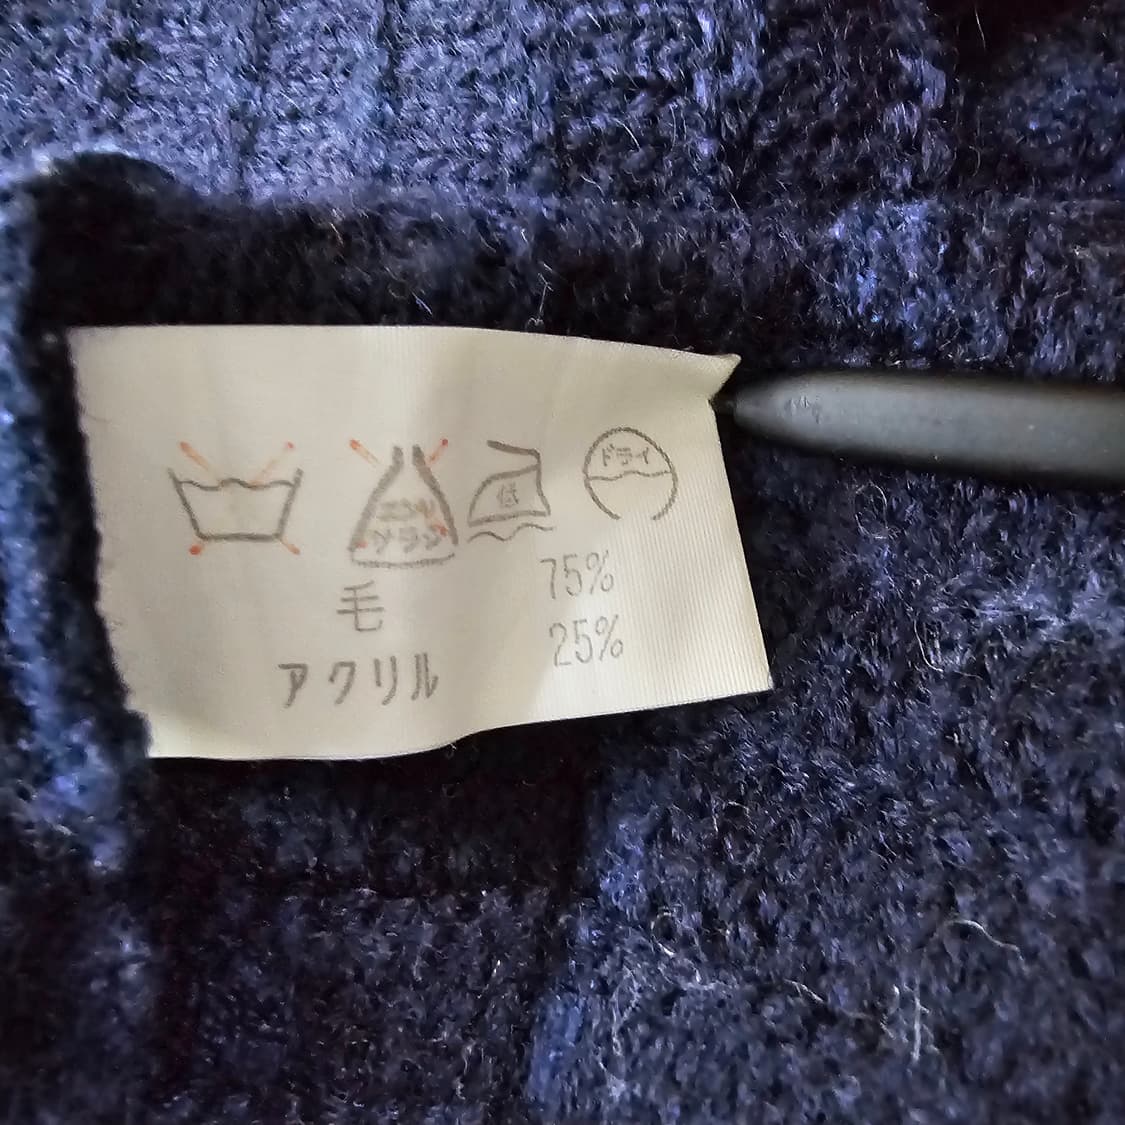 エンソ
サラシ
低
ドライ
毛 75%
アクリル 25%